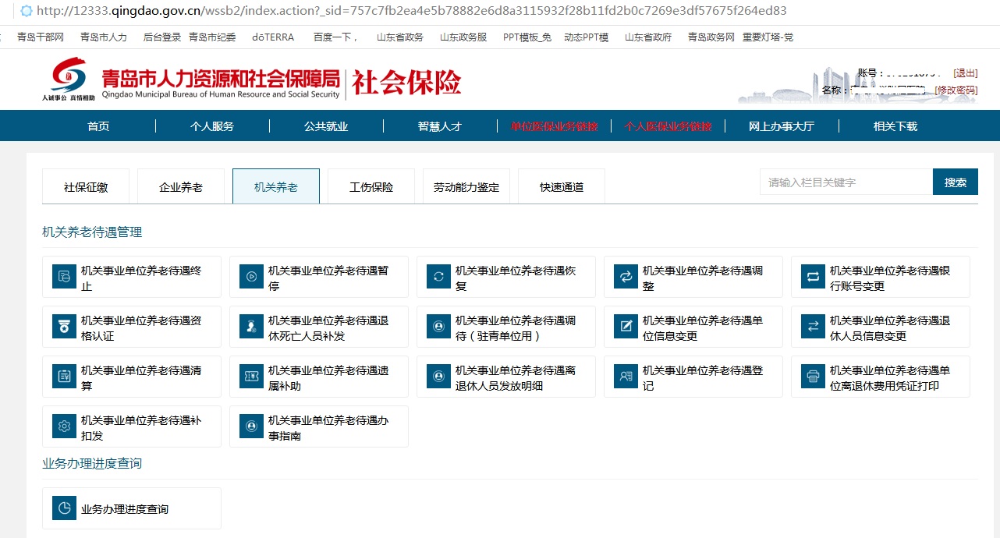 http://12333.qingdao.gov.cn/wssb2/index.action?_sid=757c7fb2ea4e5b78882e6d8a3115932f28b11fd2b0c7269e3df57675f264ed83
青岛干部网 青岛市人力 后台登录 青岛市纪委 dōTERRA 百度一下， 山东省政务 山东政务服 PPT模板_免 动态PPT模 山东省政府 青岛政务网 重要灯塔-党
人诚事公 真情相助
青岛市人力资源和社会保障局
Qingdao Municipal Bureau of Human Resource and Social Security
社会保险
账号： [退出]
名称： [修改密码]
首页 个人服务 公共就业 智慧人才 单位医保业务链接 个人医保业务链接 网上办事大厅 相关下载
社保征缴 企业养老 机关养老 工伤保险 劳动能力鉴定 快速通道 请输入栏目关键字 搜索
机关养老待遇管理
机关事业单位养老待遇终
止
机关事业单位养老待遇暂
停
机关事业单位养老待遇恢
复
机关事业单位养老待遇调
整
机关事业单位养老待遇银
行账号变更
机关事业单位养老待遇资
格认证
机关事业单位养老待遇退
休死亡人员补发
机关事业单位养老待遇调
待（驻青单位用）
机关事业单位养老待遇单
位信息变更
机关事业单位养老待遇退
休人员信息变更
机关事业单位养老待遇清
算
机关事业单位养老待遇遗
属补助
机关事业单位养老待遇离
退休人员发放明细
机关事业单位养老待遇登
记
机关事业单位养老待遇单
位离退休费用凭证打印
机关事业单位养老待遇补
扣发
机关事业单位养老待遇办
事指南
业务办理进度查询
业务办理进度查询